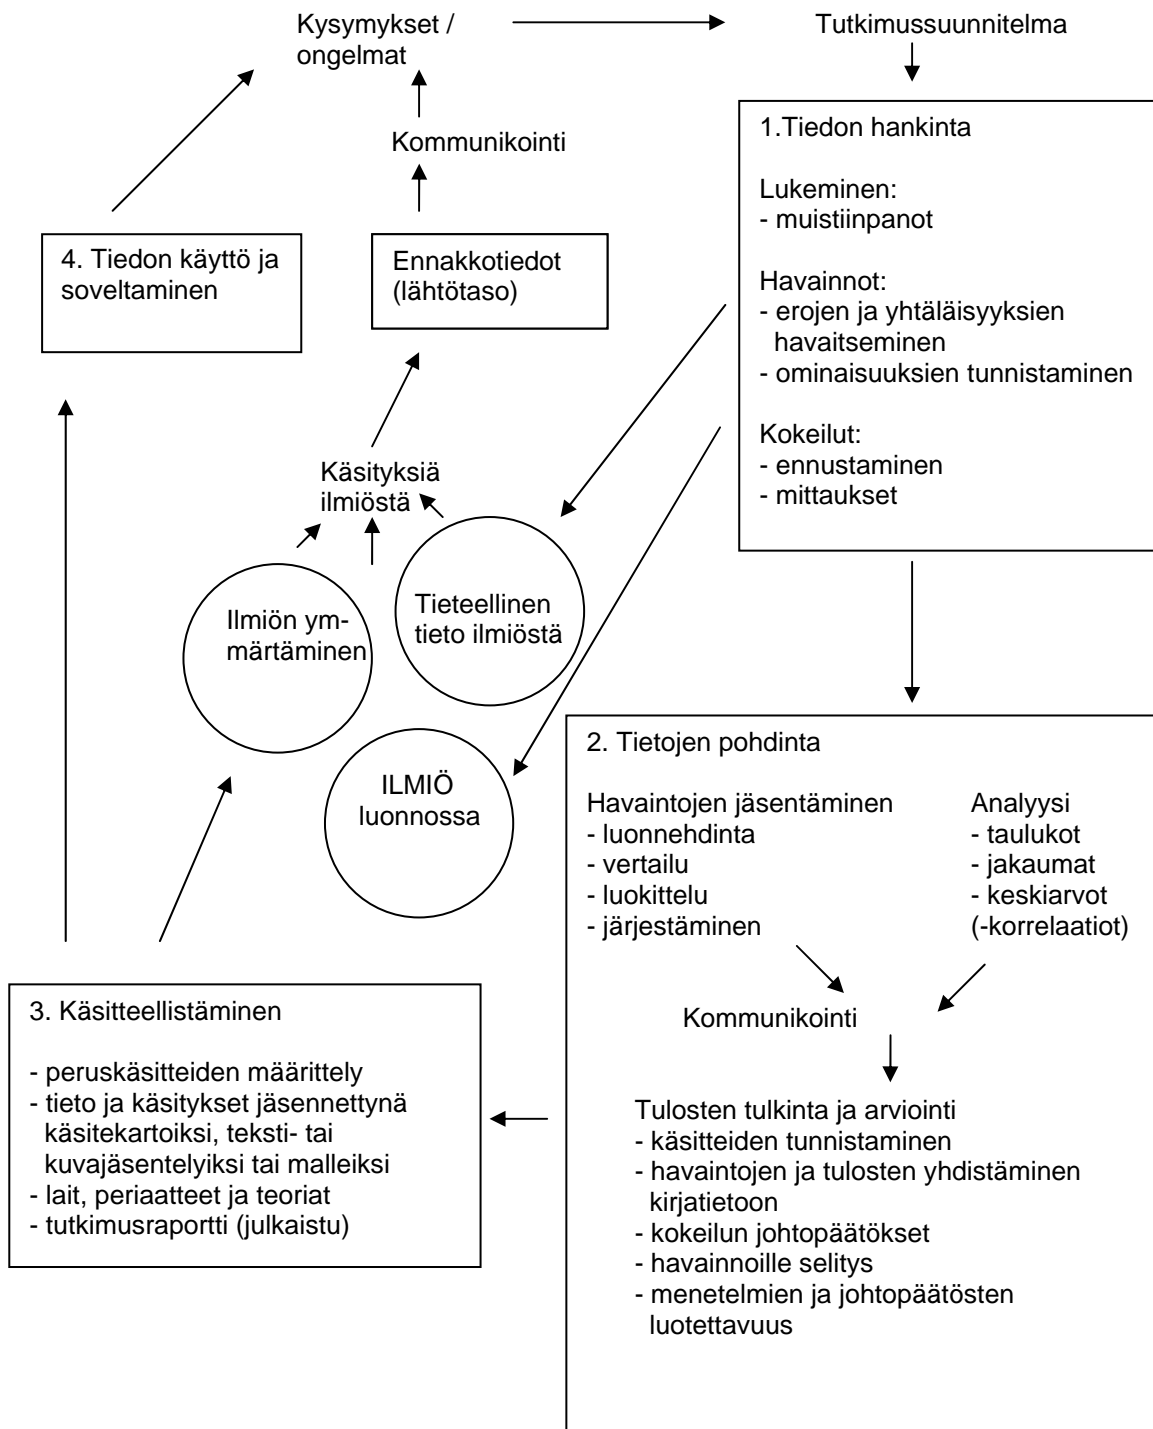 Kysymykset /
ongelmat
Tutkimussuunnitelma
Kommunikointi
1.Tiedon hankinta
Lukeminen:
- muistiinpanot
Havainnot:
- erojen ja yhtäläisyyksien
havaitseminen
- ominaisuuksien tunnistaminen
Kokeilut:
- ennustaminen
- mittaukset
4. Tiedon käyttö ja
soveltaminen
Ennakkotiedot
(lähtötaso)
Käsityksiä
ilmiöstä
Ilmiön ym-
märtäminen
Tieteellinen
tieto ilmiöstä
ILMIÖ
luonnossa
2. Tietojen pohdinta
Havaintojen jäsentäminen
- luonnehdinta
- vertailu
- luokittelu
- järjestäminen
Analyysi
- taulukot
- jakaumat
- keskiarvot
(-korrelaatiot)
Kommunikointi
Tulosten tulkinta ja arviointi
- käsitteiden tunnistaminen
- havaintojen ja tulosten yhdistäminen
kirjatietoon
- kokeilun johtopäätökset
- havainnoille selitys
- menetelmien ja johtopäätösten
luotettavuus
3. Käsitteellistäminen
- peruskäsitteiden määrittely
- tieto ja käsitykset jäsennettynä
käsitekartoiksi, teksti- tai
kuvajäsentelyiksi tai malleiksi
- lait, periaatteet ja teoriat
- tutkimusraportti (julkaistu)